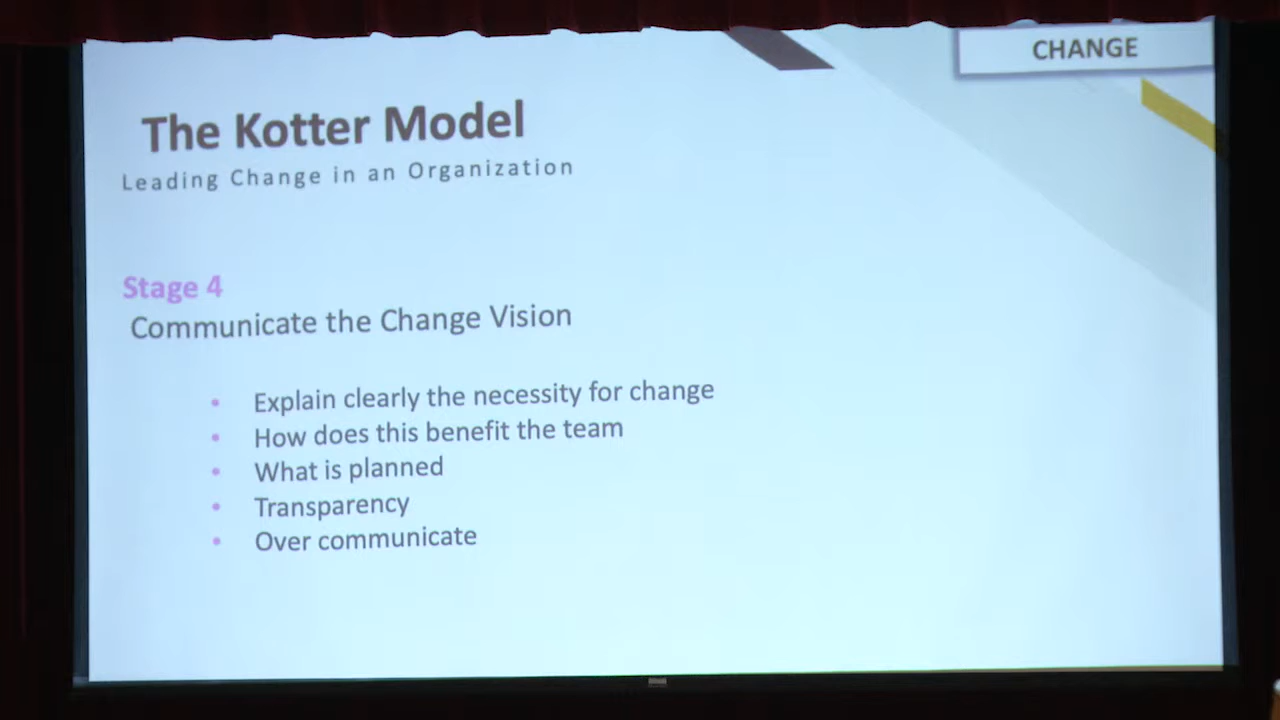 CHANGE
The Kotter Model
Leading Change in an Organization
Stage 4
Communicate the Change Vision
• Explain clearly the necessity for change
• How does this benefit the team
• What is planned
• Transparency
• Over communicate